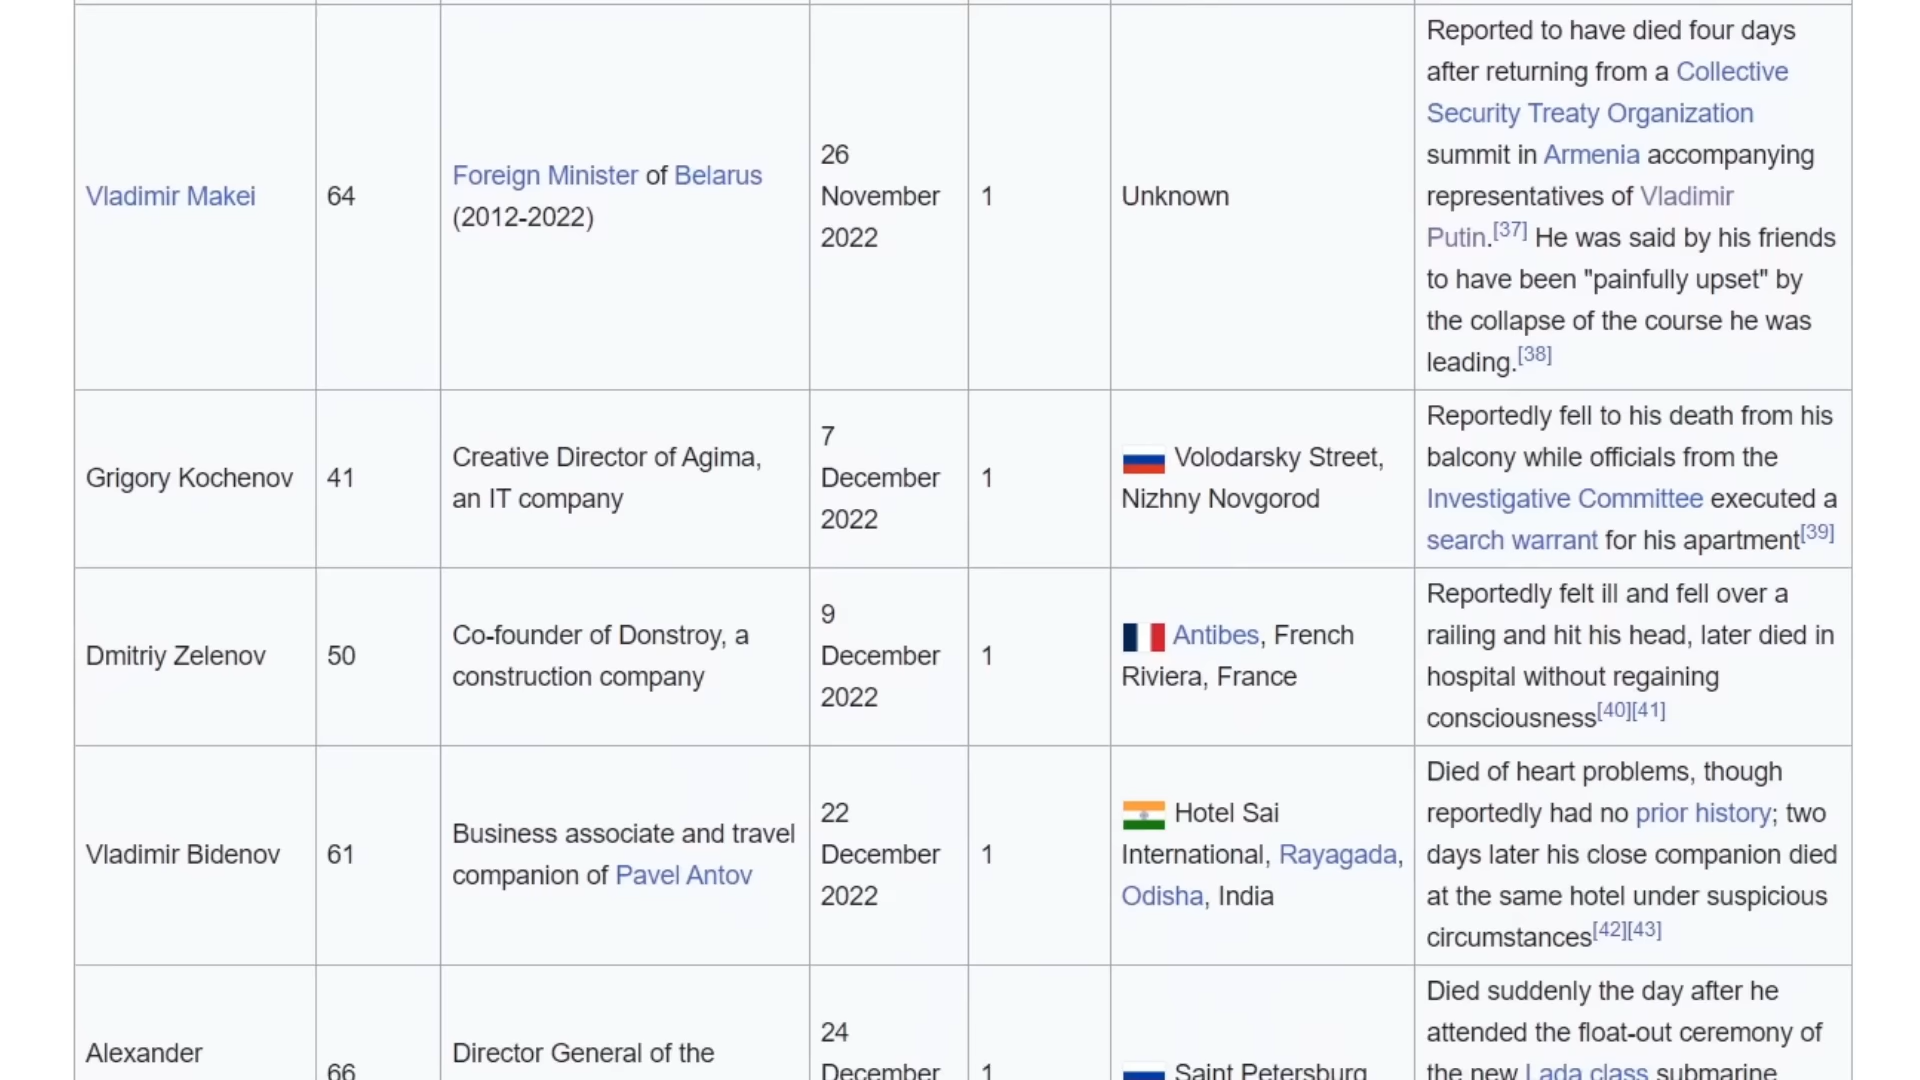 Vladimir Makei
64
Foreign Minister of Belarus
(2012-2022)
26
November
2022
1
Unknown
Reported to have died four days
after returning from a Collective
Security Treaty Organization
summit in Armenia accompanying
representatives of Vladimir
Putin.[37] He was said by his friends
to have been "painfully upset" by
the collapse of the course he was
leading.[38]
Grigory Kochenov
41
Creative Director of Agima,
an IT company
7
December
2022
1
Volodarsky Street,
Nizhny Novgorod
Reportedly fell to his death from his
balcony while officials from the
Investigative Committee executed a
search warrant for his apartment[39]
Dmitriy Zelenov
50
Co-founder of Donstroy, a
construction company
9
December
2022
1
Antibes, French
Riviera, France
Reportedly felt ill and fell over a
railing and hit his head, later died in
hospital without regaining
consciousness[40][41]
Vladimir Bidenov
61
Business associate and travel
companion of Pavel Antov
22
December
2022
1
Hotel Sai
International, Rayagada,
Odisha, India
Died of heart problems, though
reportedly had no prior history; two
days later his close companion died
at the same hotel under suspicious
circumstances[42][43]
Alexander
66
Director General of the
24
December
1
Saint Petersburg
Died suddenly the day after he
attended the float-out ceremony of
the new Lada class submarine